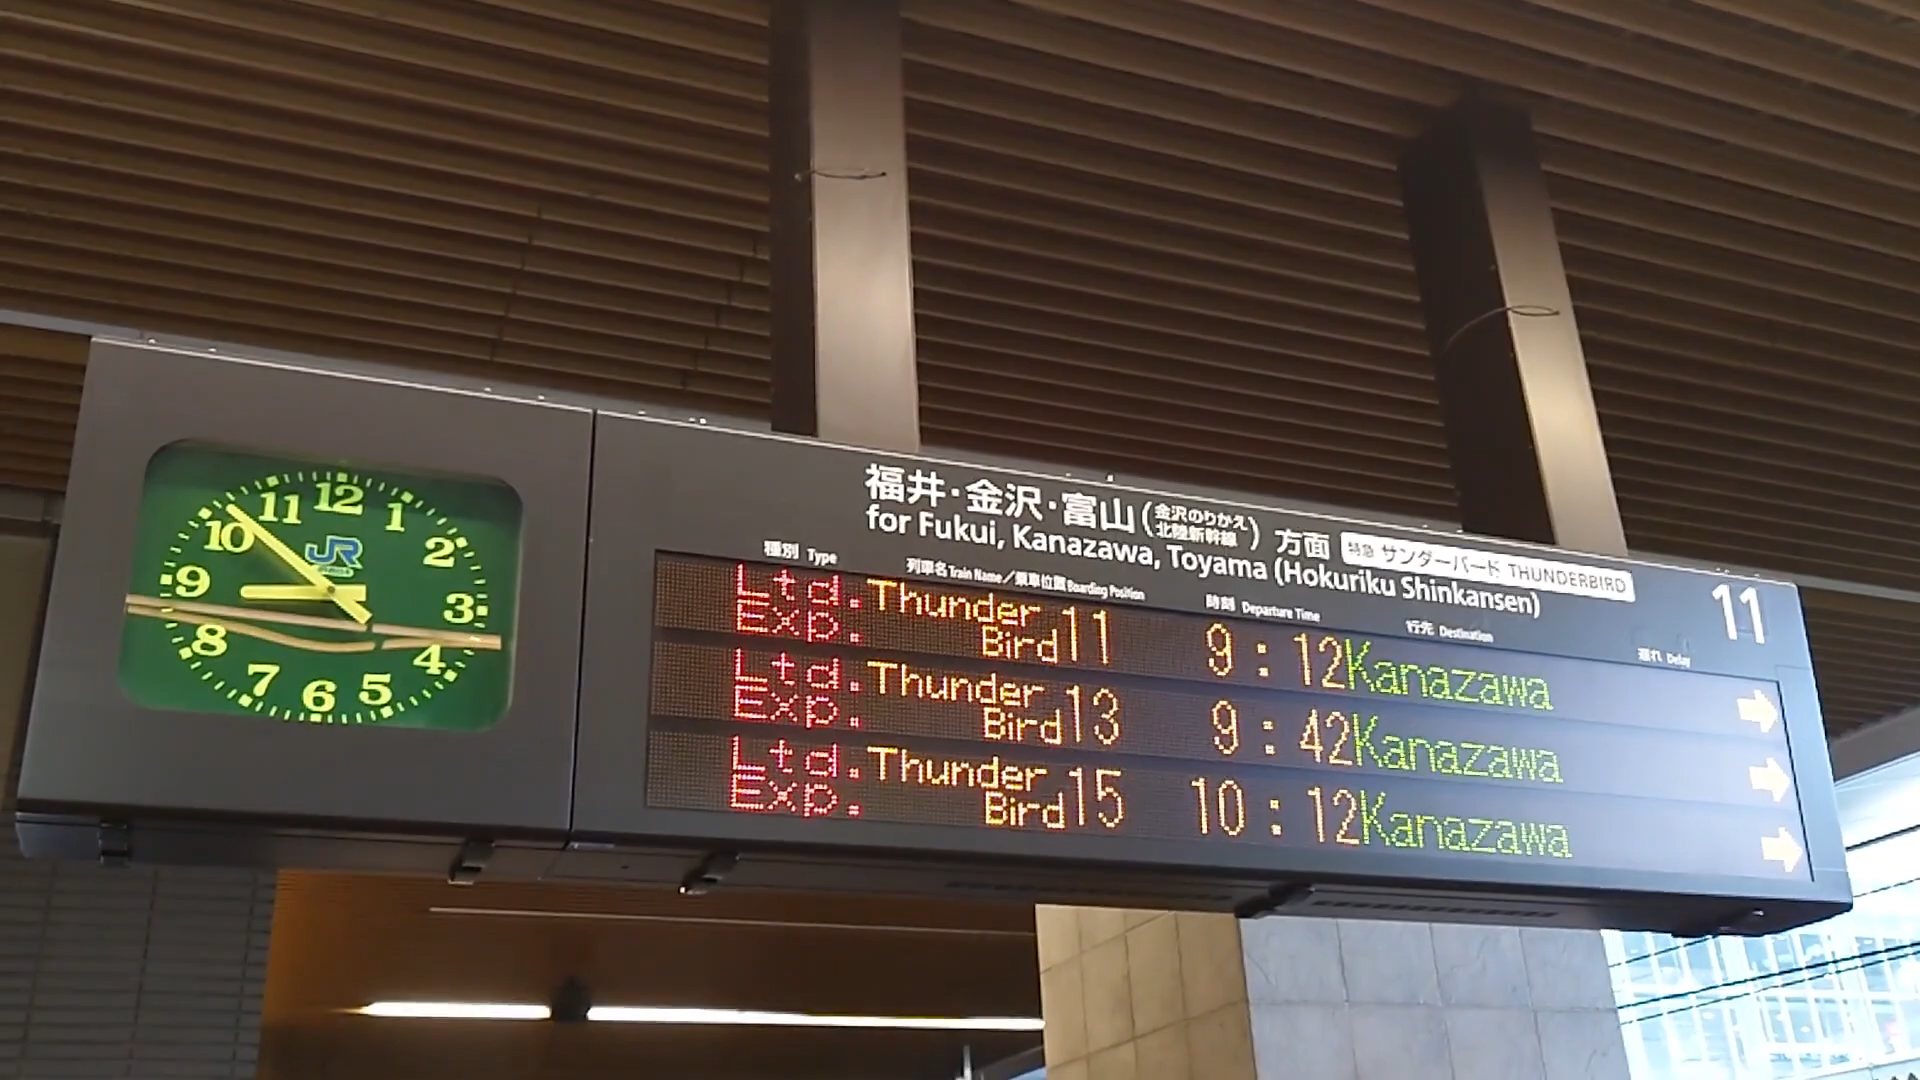 12
11
1
10
2
JR
9
3
8
4
7
5
6
福井・金沢・富山(金沢のりかえ 北陸新幹線) 方面 特急 サンダーバード THUNDERBIRD
for Fukui, Kanazawa, Toyama (Hokuriku Shinkansen)
11
種別 Type 列車名 Train Name/乗車位置 Boarding Position 時刻 Departure Time 行先 Destination 遅れ Delay
Ltd. Exp. Thunder Bird 11 9:12 Kanazawa
Ltd. Exp. Thunder Bird 13 9:42 Kanazawa
Ltd. Exp. Thunder Bird 15 10:12 Kanazawa